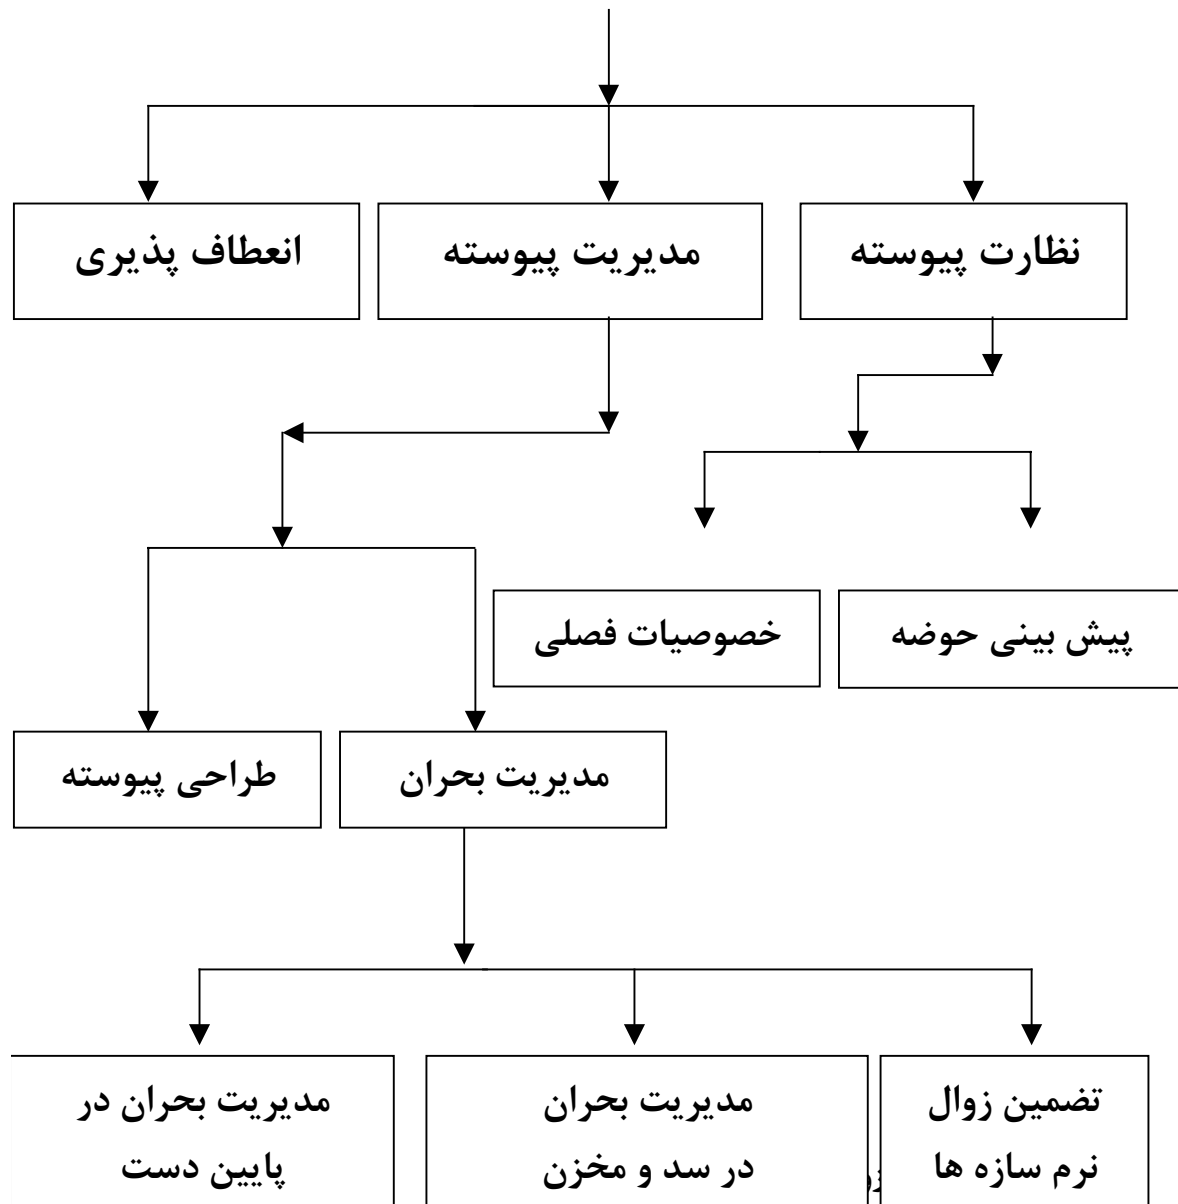 نظارت پیوسته
مدیریت پیوسته
انعطاف پذیری
پیش بینی حوضه
خصوصیات فصلی
مدیریت بحران
طراحی پیوسته
تضمین زوال
نرم سازه ها
مدیریت بحران
در سد و مخزن
مدیریت بحران در
پایین دست